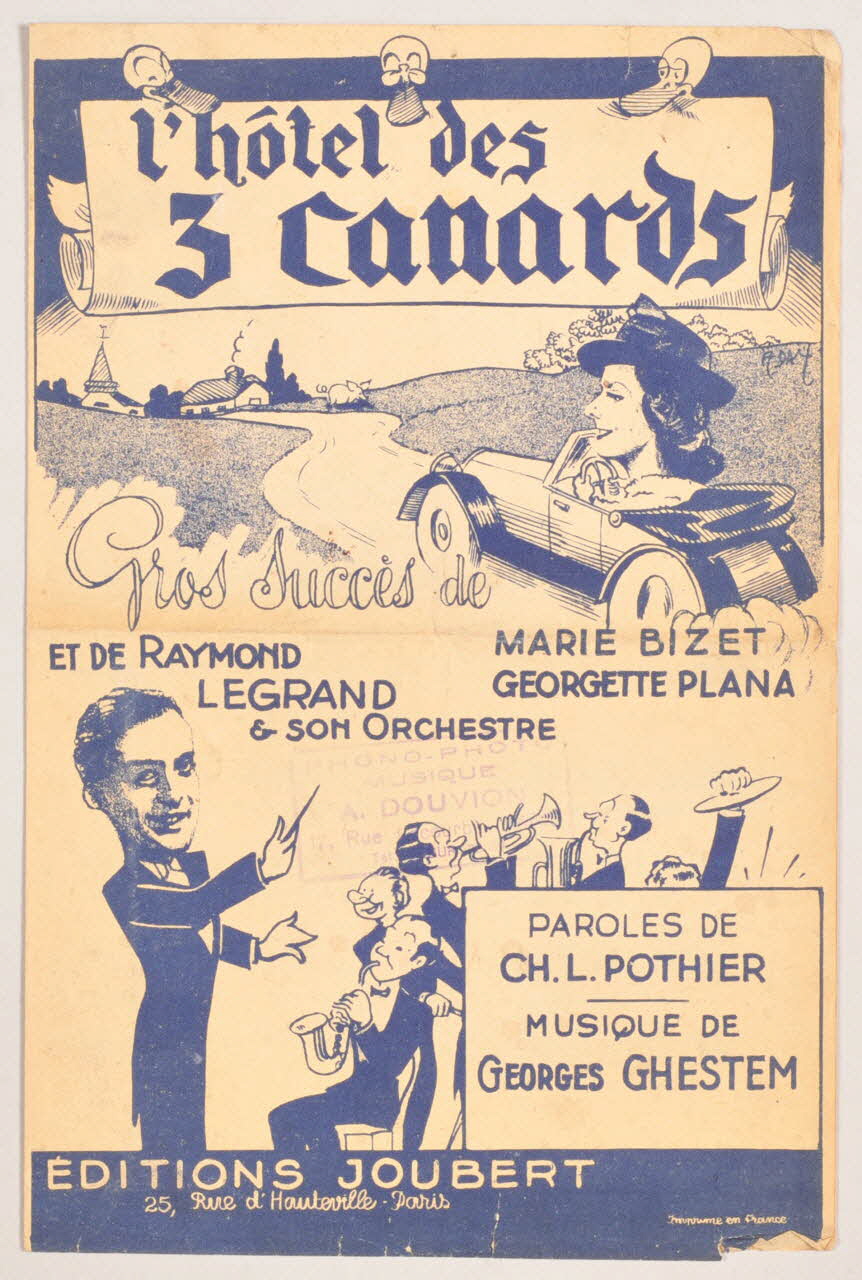 l'hôtel des
3 canards
Gros Succès de
MARIE BIZET
GEORGETTE PLANA
ET DE RAYMOND
LEGRAND
& SON ORCHESTRE
PHONO-PHOTO
MUSIQUE
A. DOUVION
17, Rue
PAROLES DE
CH. L. POTHIER
MUSIQUE DE
GEORGES GHESTEM
ÉDITIONS JOUBERT
25, Rue d'Hauteville - Paris
Imprimé en France